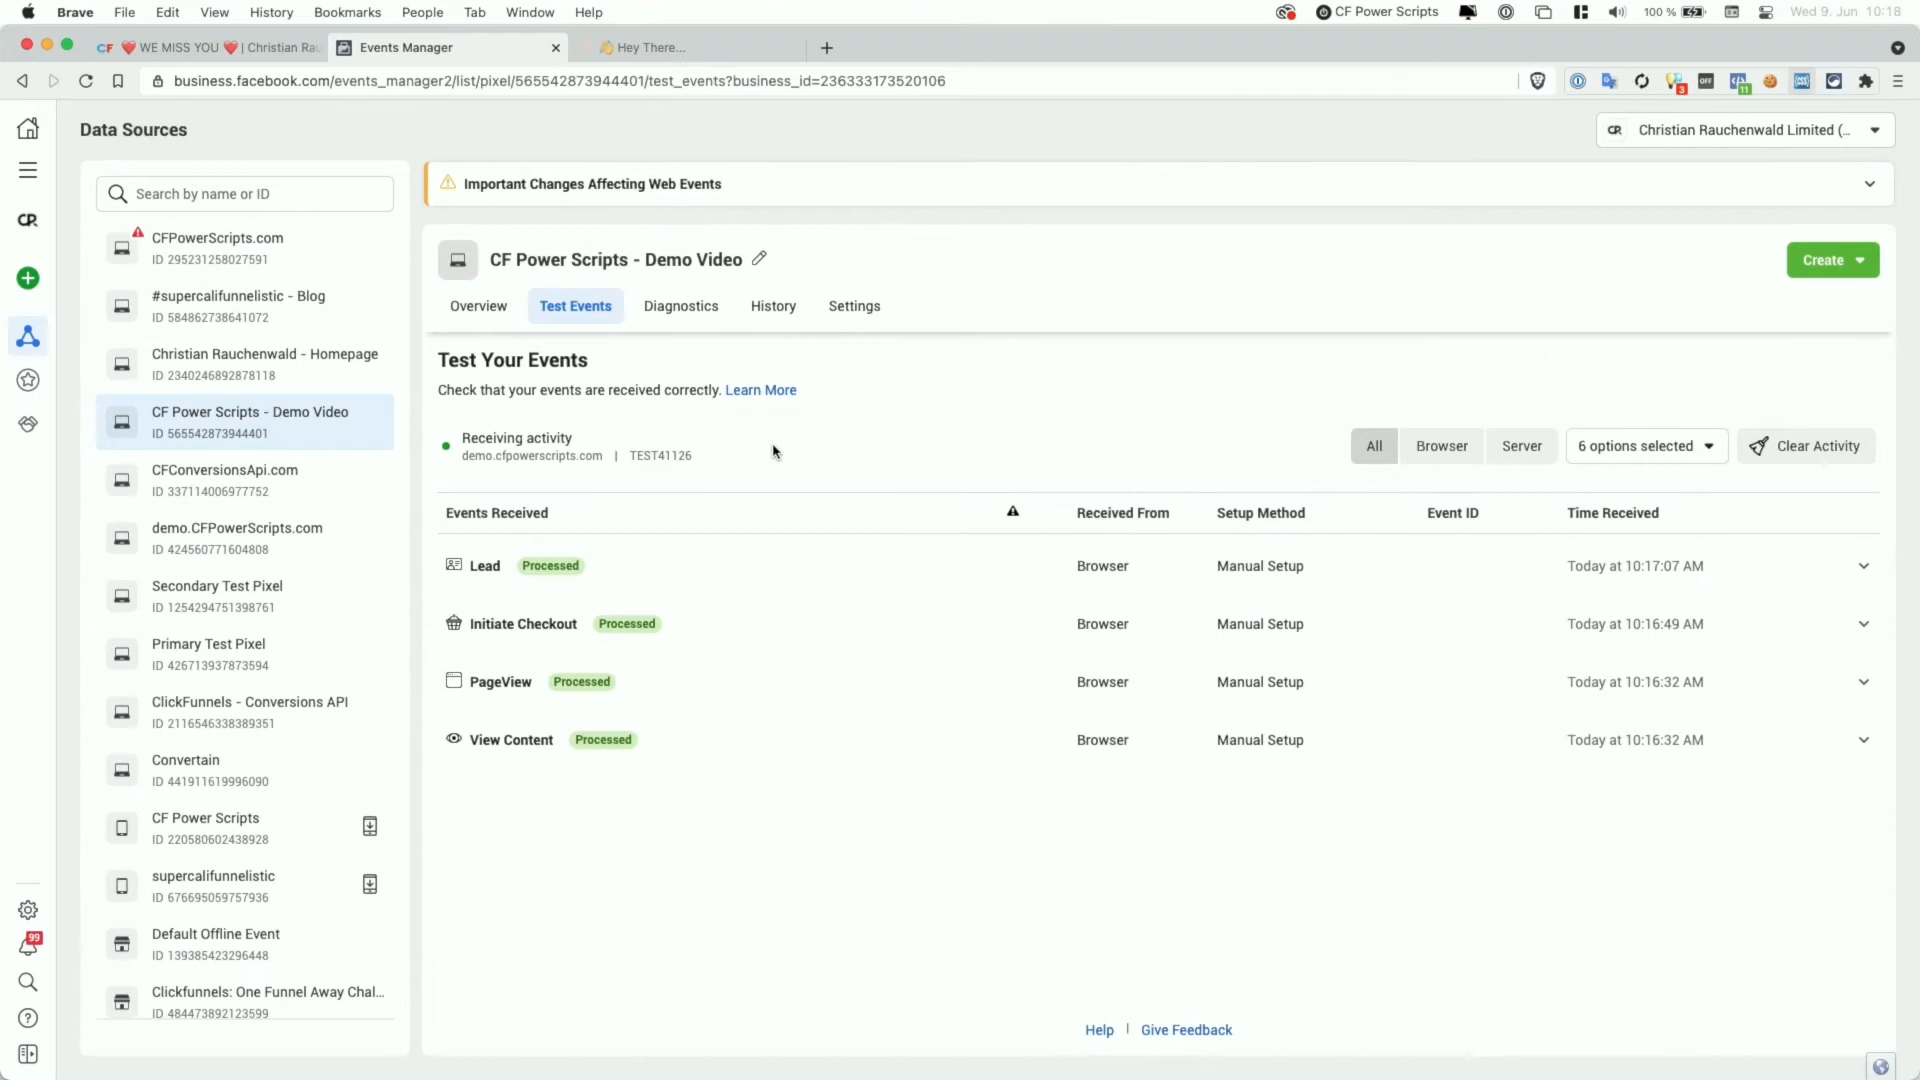 Brave File Edit View History Bookmarks People Tab Window Help
CF Power Scripts 100 % Wed 9. Jun 10:18
CF ❤️ WE MISS YOU ❤️ | Christian Rau
Events Manager
👋 Hey There...
business.facebook.com/events_manager2/list/pixel/565542873944401/test_events?business_id=236333173520106
OFF
3
11
Data Sources
CR Christian Rauchenwald Limited (...
CR
Search by name or ID
Important Changes Affecting Web Events
CFPowerScripts.com
ID 295231258027591
#supercalifunnelistic - Blog
ID 584862738641072
Christian Rauchenwald - Homepage
ID 2340246892878118
CF Power Scripts - Demo Video
ID 565542873944401
CFConversionsApi.com
ID 337114006977752
demo.CFPowerScripts.com
ID 424560771604808
Secondary Test Pixel
ID 1254294751398761
Primary Test Pixel
ID 426713937873594
ClickFunnels - Conversions API
ID 2116546338389351
Convertain
ID 441911619996090
CF Power Scripts
ID 220580602438928
supercalifunnelistic
ID 676695059757936
Default Offline Event
ID 139385423296448
Clickfunnels: One Funnel Away Chal...
ID 484473892123599
99
CF Power Scripts - Demo Video
Create
Overview Test Events Diagnostics History Settings
Test Your Events
Check that your events are received correctly. Learn More
Receiving activity
demo.cfpowerscripts.com | TEST41126
All Browser Server 6 options selected Clear Activity
Events Received Received From Setup Method Event ID Time Received
Lead Processed Browser Manual Setup Today at 10:17:07 AM
Initiate Checkout Processed Browser Manual Setup Today at 10:16:49 AM
PageView Processed Browser Manual Setup Today at 10:16:32 AM
View Content Processed Browser Manual Setup Today at 10:16:32 AM
Help | Give Feedback